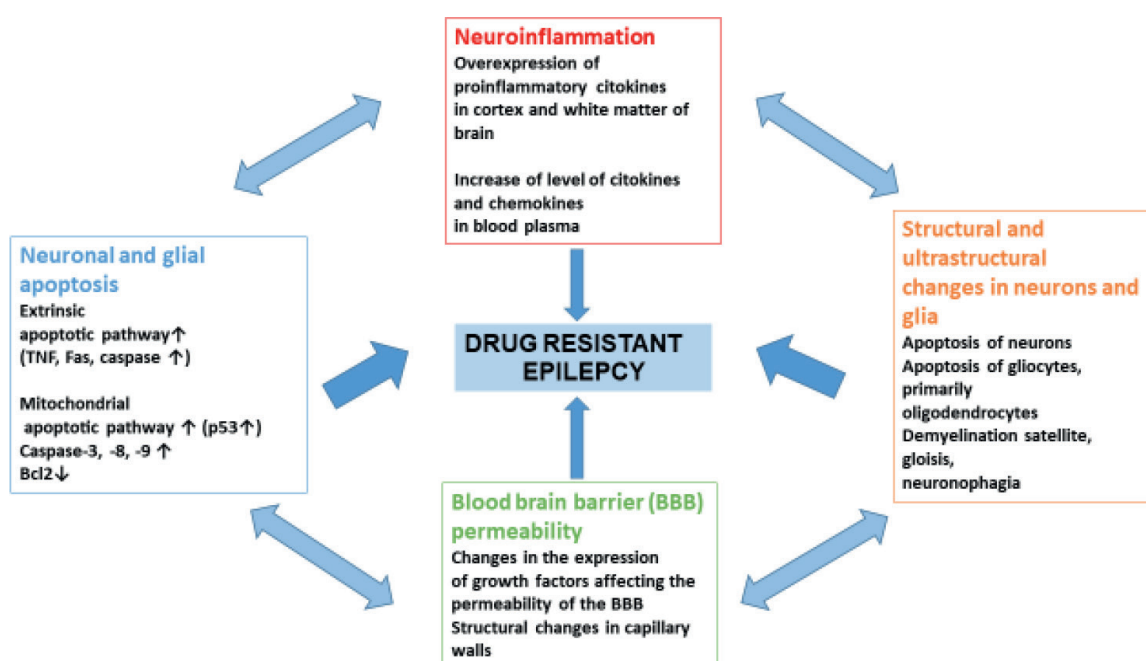 Neuroinflammation
Overexpression of
proinflammatory citokines
in cortex and white matter of
brain
Increase of level of citokines
and chemokines
in blood plasma
Neuronal and glial
apoptosis
Extrinsic
apoptotic pathway↑
(TNF, Fas, caspase ↑)
Mitochondrial
apoptotic pathway ↑ (p53↑)
Caspase-3, -8, -9 ↑
Bcl2↓
DRUG RESISTANT
EPILEPCY
Structural and
ultrastructural
changes in neurons and
glia
Apoptosis of neurons
Apoptosis of gliocytes,
primarily
oligodendrocytes
Demyelination satellite,
gloisis,
neuronophagia
Blood brain barrier (BBB)
permeability
Changes in the expression
of growth factors affecting the
permeability of the BBB
Structural changes in capillary
walls